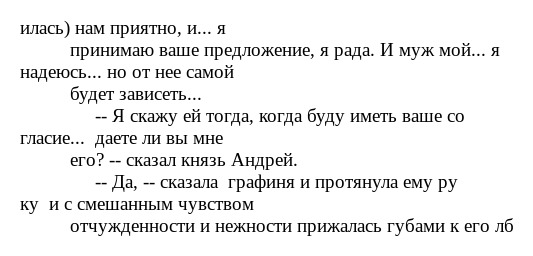 илась) нам приятно, и... я
принимаю ваше предложение, я рада. И муж мой... я
надеюсь... но от нее самой
будет зависеть...
-- Я скажу ей тогда, когда буду иметь ваше со
гласие... даете ли вы мне
его? -- сказал князь Андрей.
-- Да, -- сказала графиня и протянула ему ру
ку и с смешанным чувством
отчужденности и нежности прижалась губами к его лб